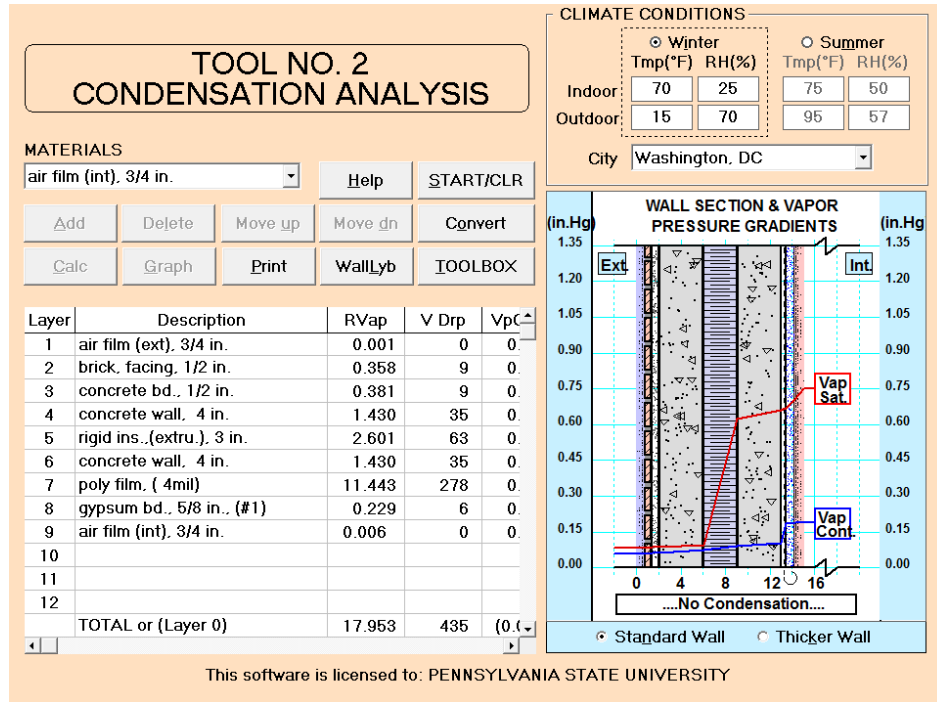 TOOL NO. 2
CONDENSATION ANALYSIS
CLIMATE CONDITIONS
Winter Summer
Tmp(°F) RH(%) Tmp(°F) RH(%)
Indoor 70 25 75 50
Outdoor 15 70 95 57
City Washington, DC
MATERIALS
air film (int), 3/4 in.
Help START/CLR
Add Delete Move up Move dn Convert
Calc Graph Print WallLyb TOOLBOX
Layer Description RVap V Drp Vp
1 air film (ext), 3/4 in. 0.001 0 0.
2 brick, facing, 1/2 in. 0.358 9 0.
3 concrete bd., 1/2 in. 0.381 9 0.
4 concrete wall, 4 in. 1.430 35 0.
5 rigid ins.,(extru.), 3 in. 2.601 63 0.
6 concrete wall, 4 in. 1.430 35 0.
7 poly film, ( 4mil) 11.443 278 0.
8 gypsum bd., 5/8 in., (#1) 0.229 6 0.
9 air film (int), 3/4 in. 0.006 0 0.
10
11
12
TOTAL or (Layer 0) 17.953 435 (0.
WALL SECTION & VAPOR
PRESSURE GRADIENTS
(in.Hg) (in.Hg)
1.35 1.35
Ext. Int.
1.20 1.20
1.05 1.05
0.90 0.90
0.75 0.75
Vap
Sat.
0.60 0.60
0.45 0.45
0.30 0.30
0.15 0.15
Vap
Cont.
0.00 0.00
0 4 8 12 16
....No Condensation....
Standard Wall Thicker Wall
This software is licensed to: PENNSYLVANIA STATE UNIVERSITY